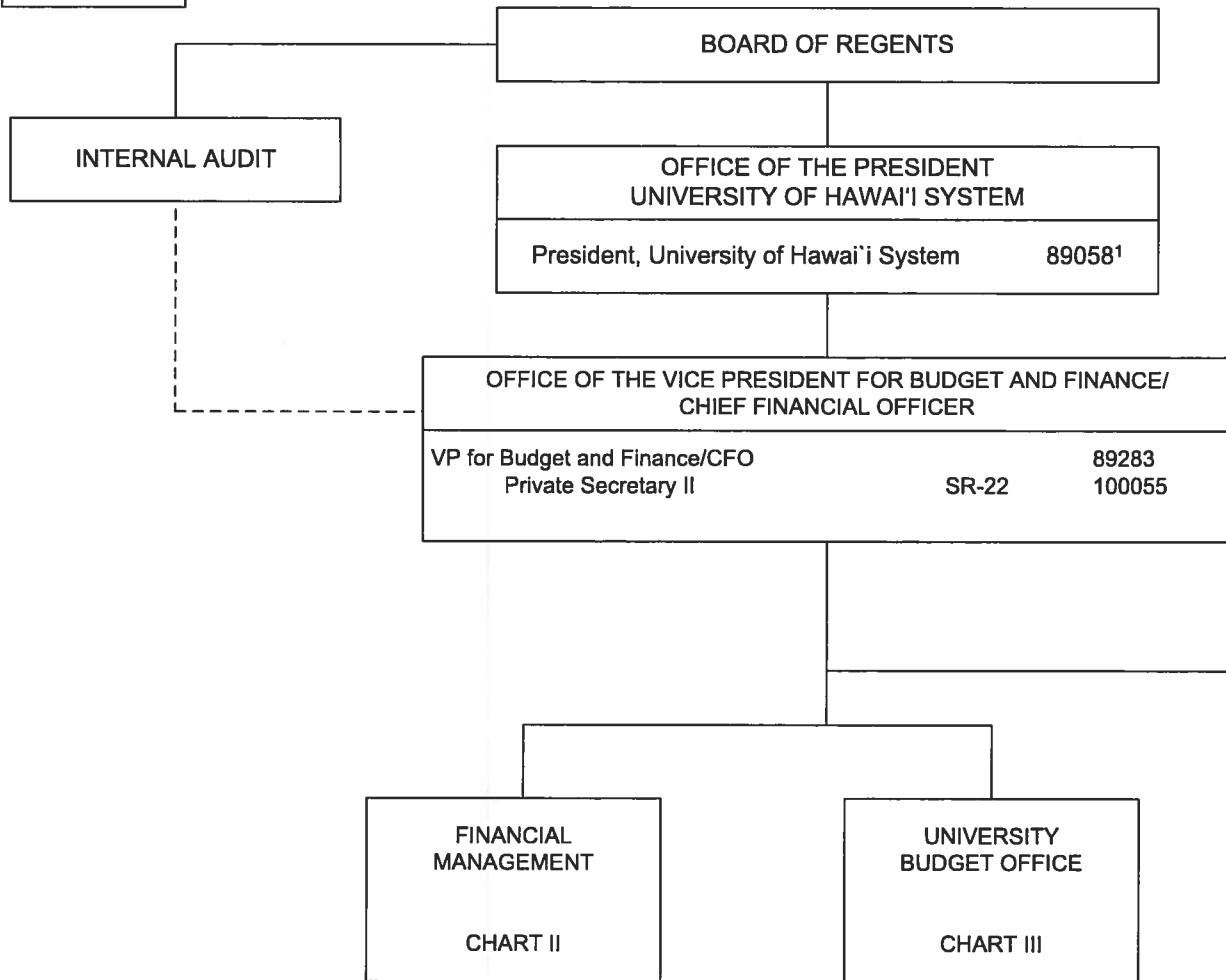 BOARD OF REGENTS
INTERNAL AUDIT
OFFICE OF THE PRESIDENT
UNIVERSITY OF HAWAI'I SYSTEM
President, University of Hawai`i System 89058¹
OFFICE OF THE VICE PRESIDENT FOR BUDGET AND FINANCE/
CHIEF FINANCIAL OFFICER
VP for Budget and Finance/CFO 89283
Private Secretary II SR-22 100055
FINANCIAL
MANAGEMENT
CHART II
UNIVERSITY
BUDGET OFFICE
CHART III